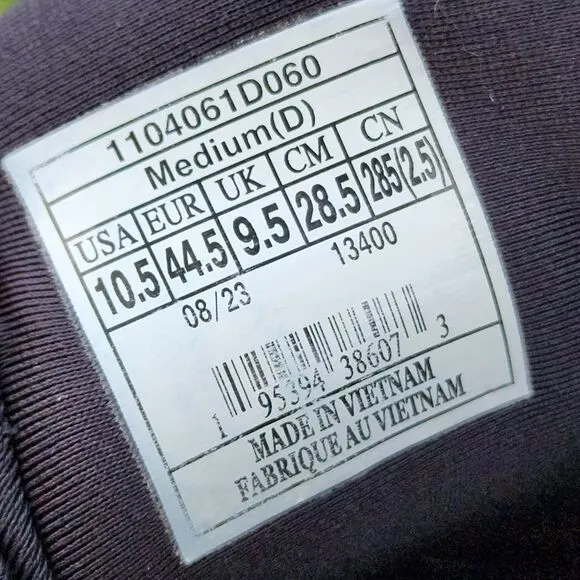 1104061D060
Medium(D)
USA EUR UK CM CN
10.5 44.5 9.5 28.5 285(2.5)
08/23 13400
1 95394 38607 3
MADE IN VIETNAM
FABRIQUE AU VIETNAM